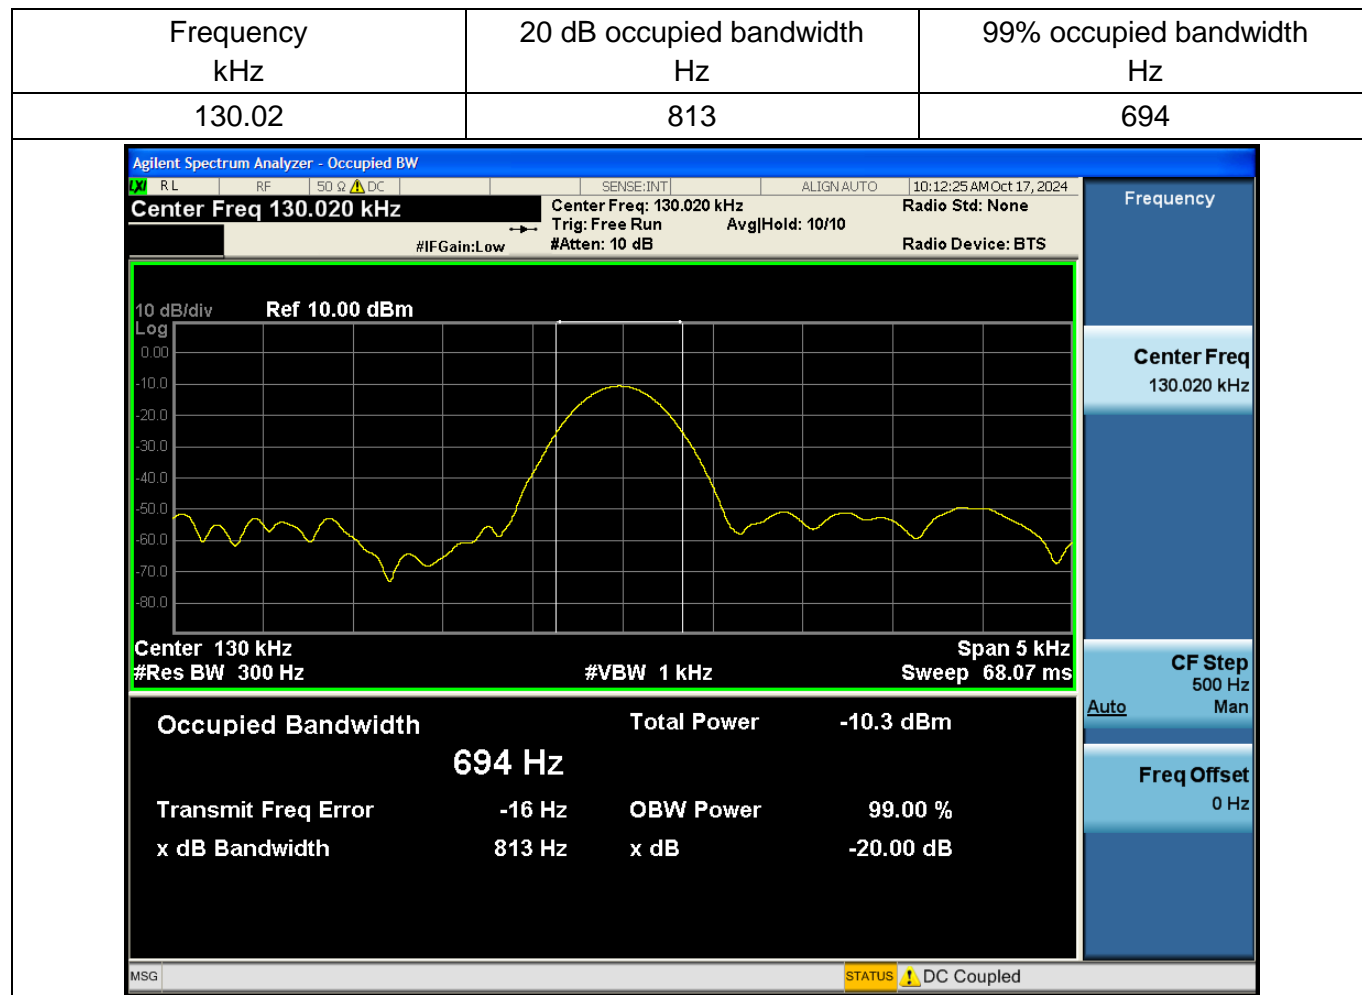 Frequency
kHz
20 dB occupied bandwidth
Hz
99% occupied bandwidth
Hz
130.02
813
694
Agilent Spectrum Analyzer - Occupied BW
LXI RL RF 50 Ω DC SENSE:INT ALIGN AUTO 10:12:25 AM Oct 17, 2024
Center Freq 130.020 kHz
Center Freq: 130.020 kHz
Radio Std: None
Trig: Free Run Avg|Hold: 10/10
#IFGain:Low #Atten: 10 dB Radio Device: BTS
10 dB/div Ref 10.00 dBm
Log
0.00
-10.0
-20.0
-30.0
-40.0
-50.0
-60.0
-70.0
-80.0
Center 130 kHz Span 5 kHz
#Res BW 300 Hz #VBW 1 kHz Sweep 68.07 ms
Occupied Bandwidth Total Power -10.3 dBm
694 Hz
Transmit Freq Error -16 Hz OBW Power 99.00 %
x dB Bandwidth 813 Hz x dB -20.00 dB
Frequency
Center Freq
130.020 kHz
CF Step
500 Hz
Auto Man
Freq Offset
0 Hz
MSG STATUS DC Coupled